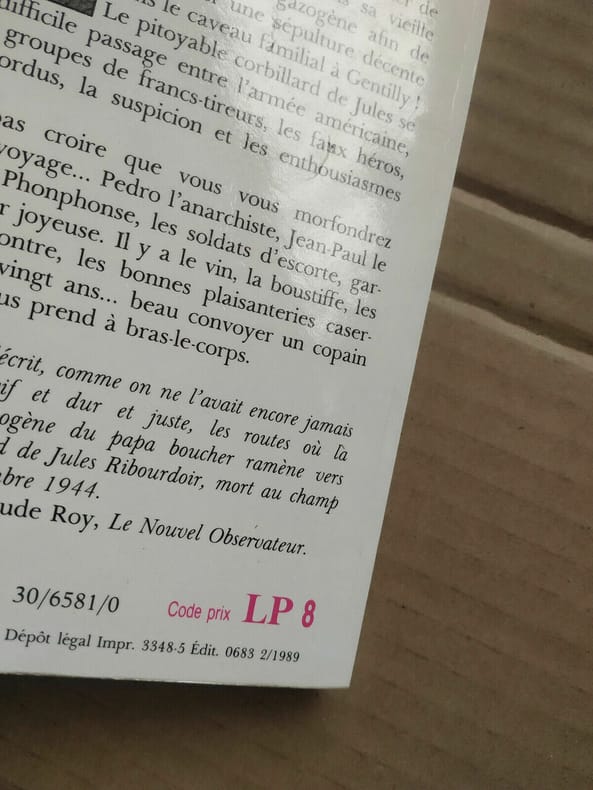 sa vieille
gazogène afin de
une sépulture décente
le caveau familial à Gentilly !
Le pitoyable corbillard de Jules se
difficile passage entre l'armée américaine,
groupes de francs-tireurs, les faux héros,
ordus, la suspicion et les enthousiasmes
pas croire que vous vous morfondrez
voyage... Pedro l'anarchiste, Jean-Paul le
Phonphonse, les soldats d'escorte, gar-
r joyeuse. Il y a le vin, la boustiffe, les
ontre, les bonnes plaisanteries caser-
vingt ans... beau convoyer un copain
us prend à bras-le-corps.
écrit, comme on ne l'avait encore jamais
if et dur et juste, les routes où la
ogène du papa boucher ramène vers
d de Jules Ribourdoir, mort au champ
bre 1944.
ude Roy, Le Nouvel Observateur.
30/6581/0 Code prix LP 8
Dépôt légal Impr. 3348-5 Édit. 0683 2/1989